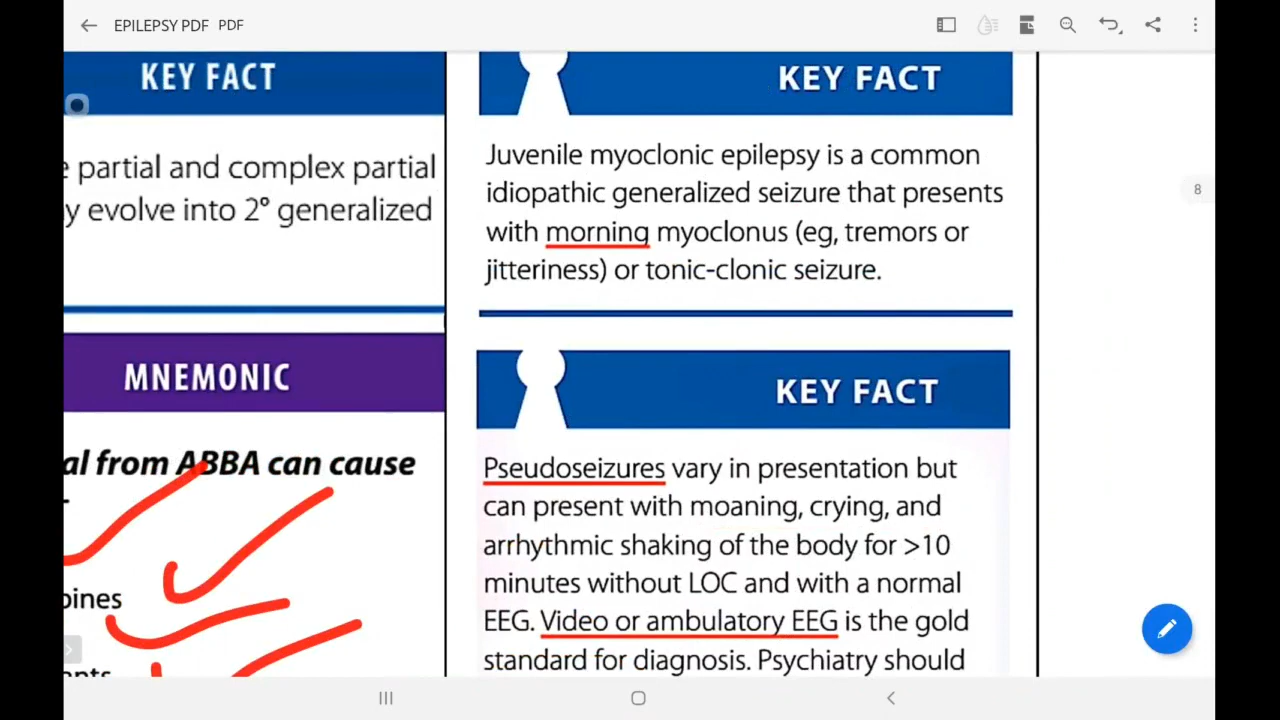 EPILEPSY PDF PDF
KEY FACT
partial and complex partial
evolve into 2° generalized
MNEMONIC
from ABBA can cause
KEY FACT
Juvenile myoclonic epilepsy is a common
idiopathic generalized seizure that presents
with morning myoclonus (eg, tremors or
jitteriness) or tonic-clonic seizure.
KEY FACT
Pseudoseizures vary in presentation but
can present with moaning, crying, and
arrhythmic shaking of the body for >10
minutes without LOC and with a normal
EEG. Video or ambulatory EEG is the gold
standard for diagnosis. Psychiatry should
8